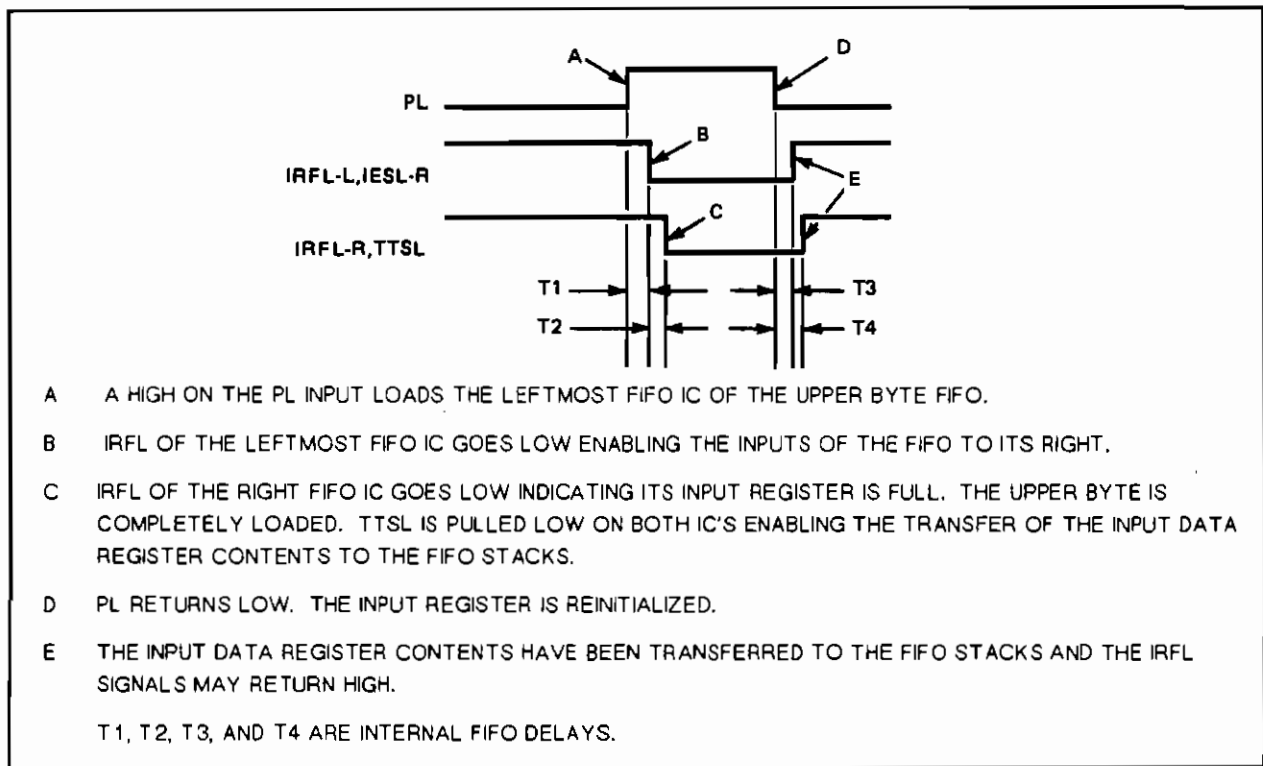 A
D
PL
B
IRFL-L,IESL-R
E
C
IRFL-R,TTSL
T1
T3
T2
T4
A A HIGH ON THE PL INPUT LOADS THE LEFTMOST FIFO IC OF THE UPPER BYTE FIFO.
B IRFL OF THE LEFTMOST FIFO IC GOES LOW ENABLING THE INPUTS OF THE FIFO TO ITS RIGHT.
C IRFL OF THE RIGHT FIFO IC GOES LOW INDICATING ITS INPUT REGISTER IS FULL. THE UPPER BYTE IS
COMPLETELY LOADED. TTSL IS PULLED LOW ON BOTH IC'S ENABLING THE TRANSFER OF THE INPUT DATA
REGISTER CONTENTS TO THE FIFO STACKS.
D PL RETURNS LOW. THE INPUT REGISTER IS REINITIALIZED.
E THE INPUT DATA REGISTER CONTENTS HAVE BEEN TRANSFERRED TO THE FIFO STACKS AND THE IRFL
SIGNALS MAY RETURN HIGH.
T1, T2, T3, AND T4 ARE INTERNAL FIFO DELAYS.